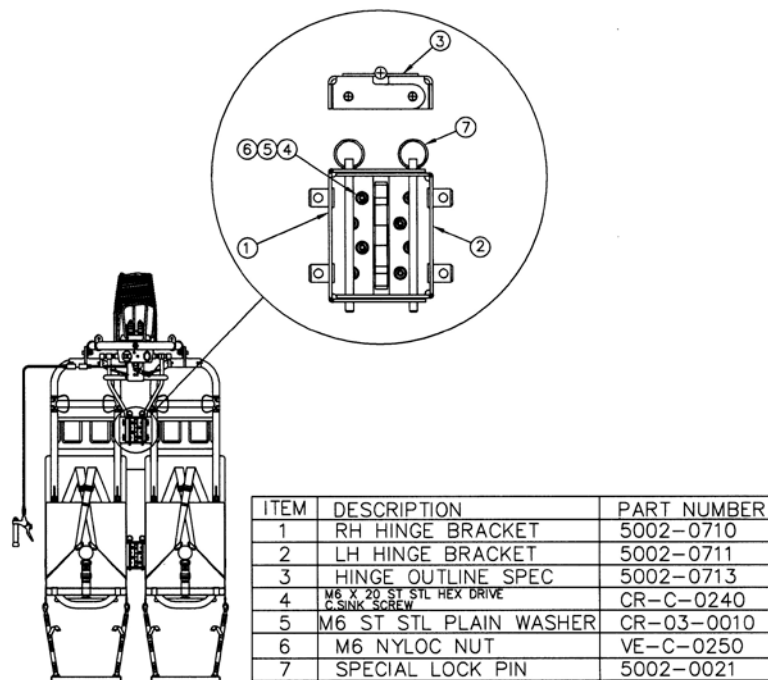 3
7
6 5 4
1
2
ITEM DESCRIPTION PART NUMBER
1 RH HINGE BRACKET 5002-0710
2 LH HINGE BRACKET 5002-0711
3 HINGE OUTLINE SPEC 5002-0713
4 M6 X 20 ST STL HEX DRIVE C.SINK SCREW CR-C-0240
5 M6 ST STL PLAIN WASHER CR-03-0010
6 M6 NYLOC NUT VE-C-0250
7 SPECIAL LOCK PIN 5002-0021